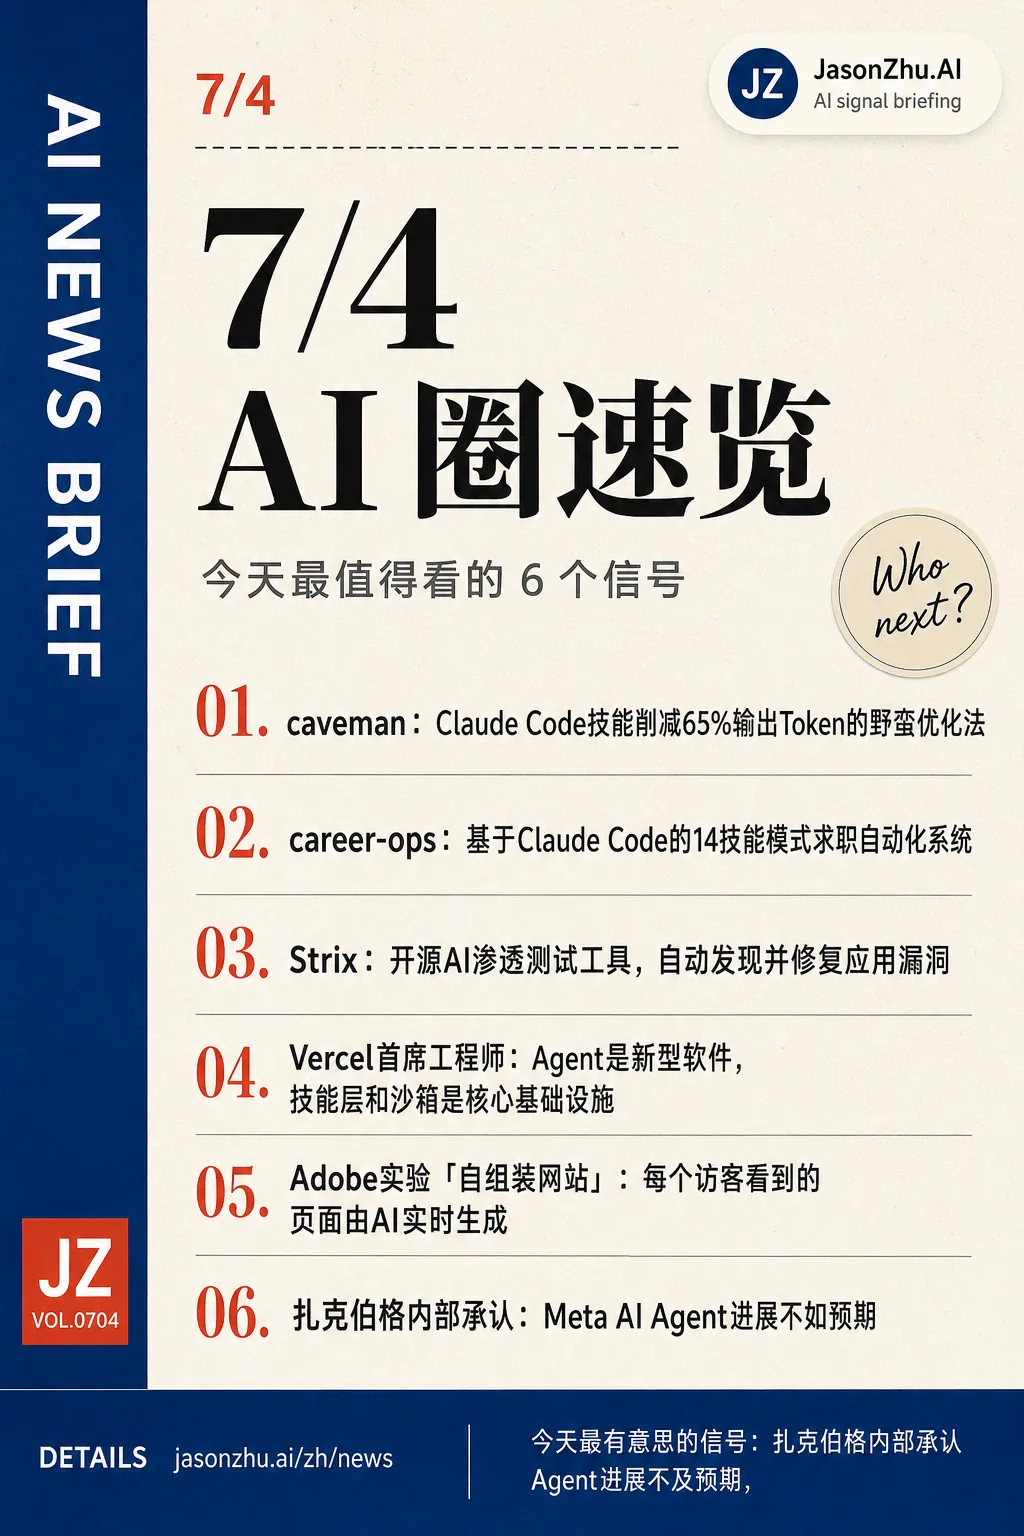 AI NEWS BRIEF
7/4
JZ
JasonZhu.AI
AI signal briefing
7/4
AI 圈速览
今天最值得看的 6 个信号
Who
next?
01. caveman：Claude Code技能削减65%输出Token的野蛮优化法
02. career-ops：基于Claude Code的14技能模式求职自动化系统
03. Strix：开源AI渗透测试工具，自动发现并修复应用漏洞
04. Vercel首席工程师：Agent是新型软件，
技能层和沙箱是核心基础设施
05. Adobe实验「自组装网站」：每个访客看到的
页面由AI实时生成
06. 扎克伯格内部承认：Meta AI Agent进展不如预期
JZ
VOL.0704
DETAILS jasonzhu.ai/zh/news
今天最有意思的信号：扎克伯格内部承认
Agent进展不及预期，